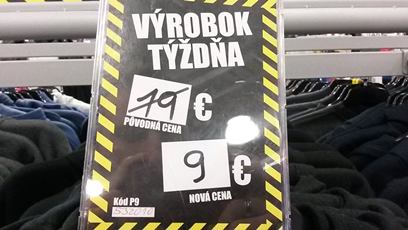 VÝROBOK
TÝŽDŇA
19 €
PÔVODNÁ CENA
9 €
NOVÁ CENA
Kód P9